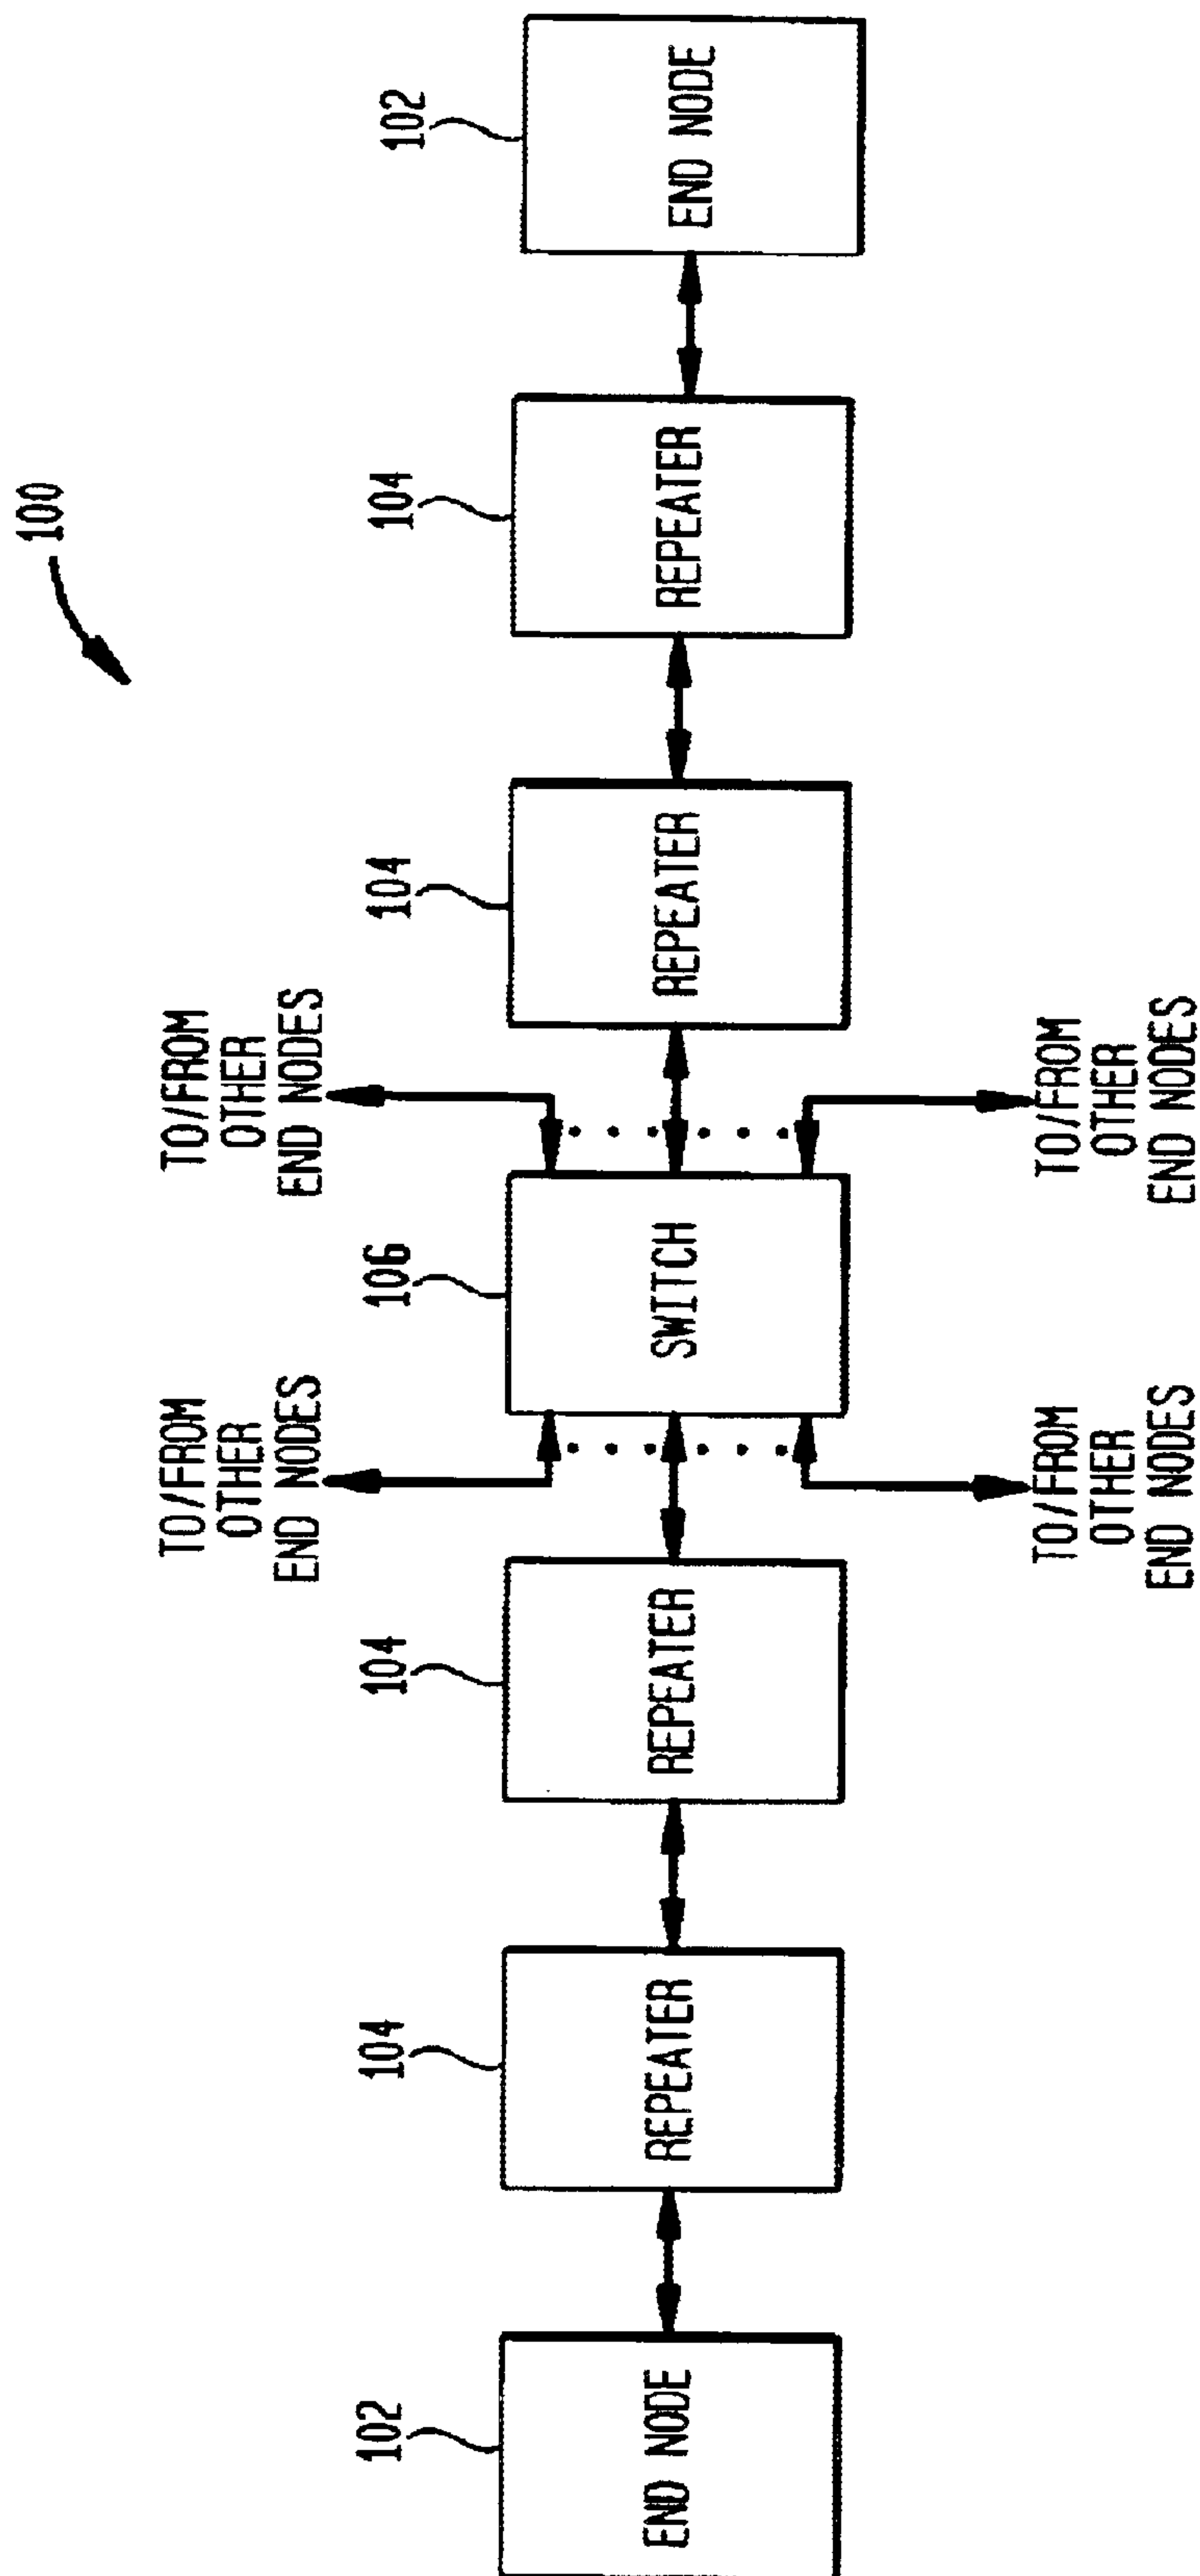 100
TO/FROM
OTHER
END NODES
TO/FROM
OTHER
END NODES
102
104
104
106
104
104
102
END NODE
REPEATER
REPEATER
SWITCH
REPEATER
REPEATER
END NODE
TO/FROM
OTHER
END NODES
TO/FROM
OTHER
END NODES